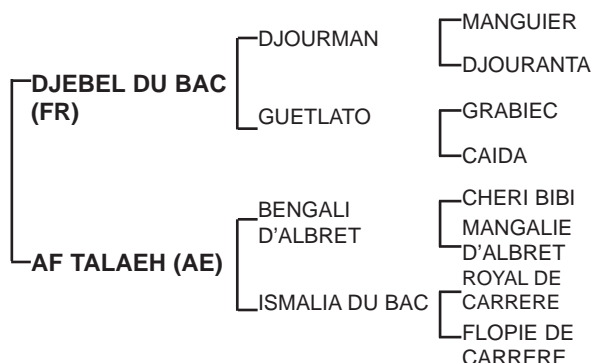 MANGUIER
DJOURMAN
DJOURANTA
DJEBEL DU BAC
(FR)
GRABIEC
GUETLATO
CAIDA
CHERI BIBI
BENGALI
D'ALBRET
MANGALIE
D'ALBRET
AF TALAEH (AE)
ROYAL DE
CARRERE
ISMALIA DU BAC
FLOPIE DE
CARRERE